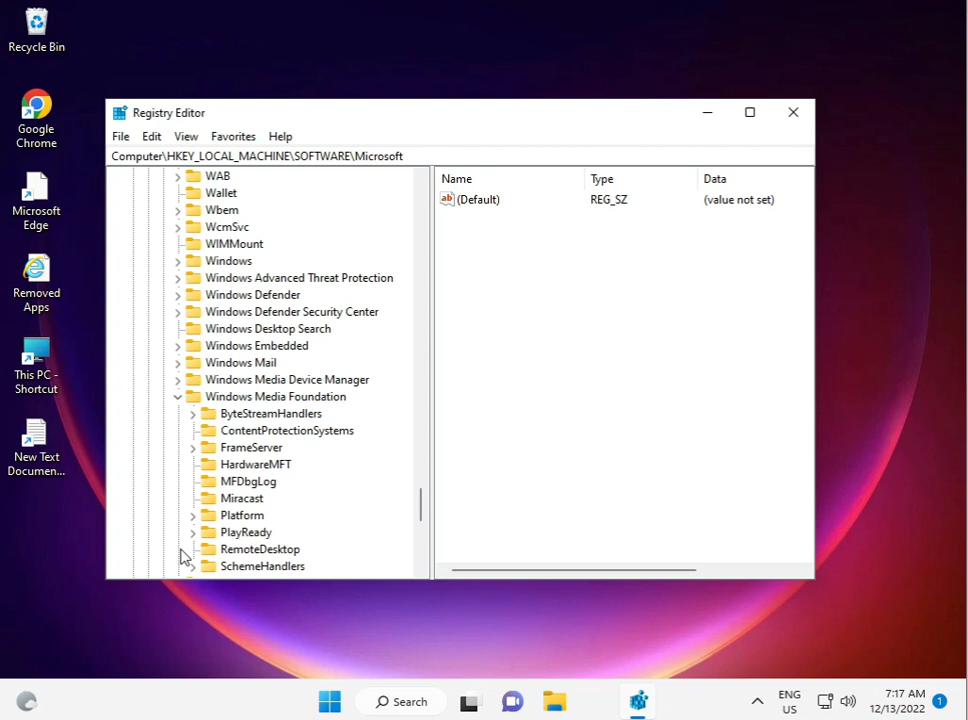 Recycle Bin
Google
Chrome
Microsoft
Edge
Removed
Apps
This PC -
Shortcut
New Text
Documen...
Registry Editor
File Edit View Favorites Help
Computer\HKEY_LOCAL_MACHINE\SOFTWARE\Microsoft
WAB
Wallet
Wbem
WcmSvc
WIMMount
Windows
Windows Advanced Threat Protection
Windows Defender
Windows Defender Security Center
Windows Desktop Search
Windows Embedded
Windows Mail
Windows Media Device Manager
Windows Media Foundation
ByteStreamHandlers
ContentProtectionSystems
FrameServer
HardwareMFT
MFDbgLog
Miracast
Platform
PlayReady
RemoteDesktop
SchemeHandlers
Name Type Data
ab (Default) REG_SZ (value not set)
Search
ENG
US
7:17 AM
12/13/2022
1